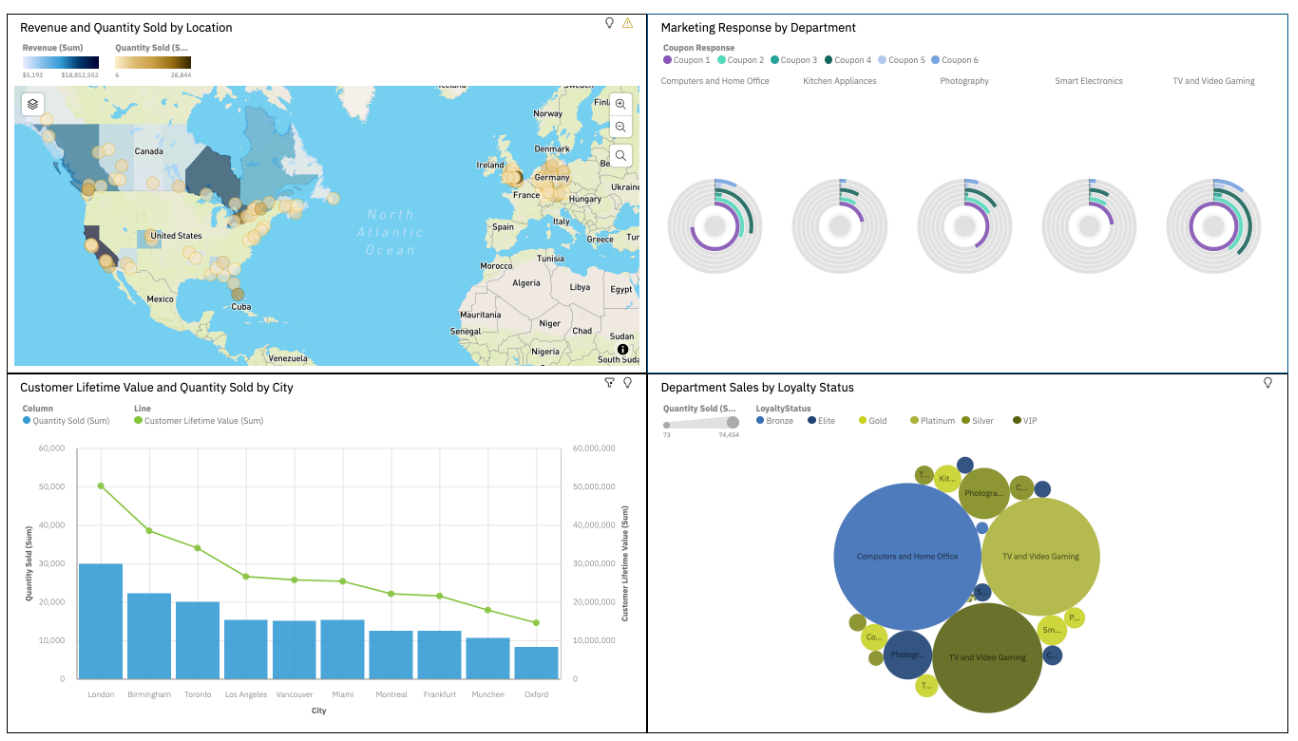 Revenue and Quantity Sold by Location
Revenue (Sum)
Quantity Sold (S...
$5,193
$18,812,552
6
28,844
Canada
United States
Mexico
Cuba
Venezuela
North
Atlantic
Ocean
Iceland
Sweden
Finla
Norway
Denmark
Ireland
Be
Germany
Ukraine
France
Hungary
Italy
Spain
Greece
Tur
Tunisia
Morocco
Algeria
Libya
Egypt
Mauritania
Senegal
Niger
Chad
Sudan
Nigeria
South Suda
Marketing Response by Department
Coupon Response
Coupon 1
Coupon 2
Coupon 3
Coupon 4
Coupon 5
Coupon 6
Computers and Home Office
Kitchen Appliances
Photography
Smart Electronics
TV and Video Gaming
Customer Lifetime Value and Quantity Sold by City
Column
Line
Quantity Sold (Sum)
Customer Lifetime Value (Sum)
60,000
50,000
40,000
30,000
20,000
10,000
0
Quantity Sold (Sum)
60,000,000
50,000,000
40,000,000
30,000,000
20,000,000
10,000,000
0
Customer Lifetime Value (Sum)
London
Birmingham
Toronto
Los Angeles
Vancouver
Miami
Montreal
Frankfurt
Munchen
Oxford
City
Department Sales by Loyalty Status
Quantity Sold (S...
LoyaltyStatus
73
74,454
Bronze
Elite
Gold
Platinum
Silver
VIP
T...
Kit...
Photogra...
C...
Computers and Home Office
TV and Video Gaming
S...
P...
Sm...
Co...
Photogr...
TV and Video Gaming
C...
T...